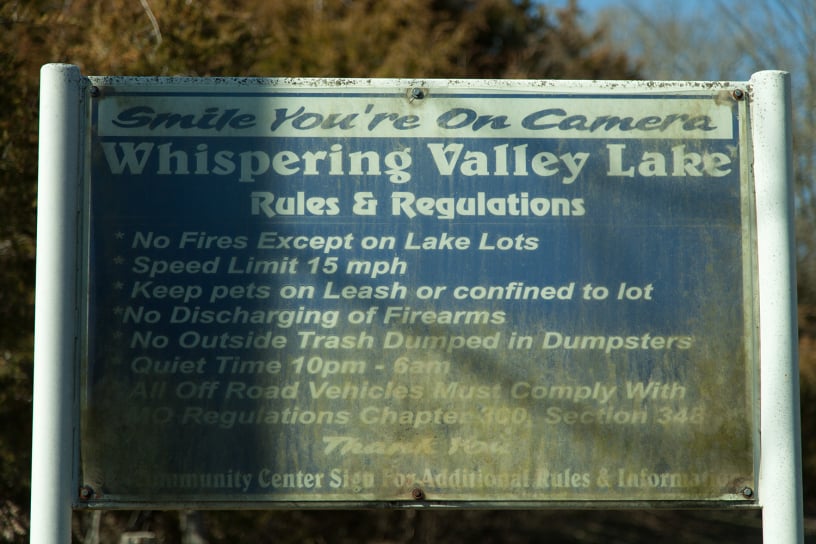 Smile You're On Camera
Whispering Valley Lake
Rules & Regulations
* No Fires Except on Lake Lots
* Speed Limit 15 mph
* Keep pets on Leash or confined to lot
*No Discharging of Firearms
* No Outside Trash Dumped in Dumpsters
Quiet Time 10pm - 6am
* All Off Road Vehicles Must Comply With
MO Regulations Chapter 300, Section 348
Thank You
Community Center Sign For Additional Rules & Information